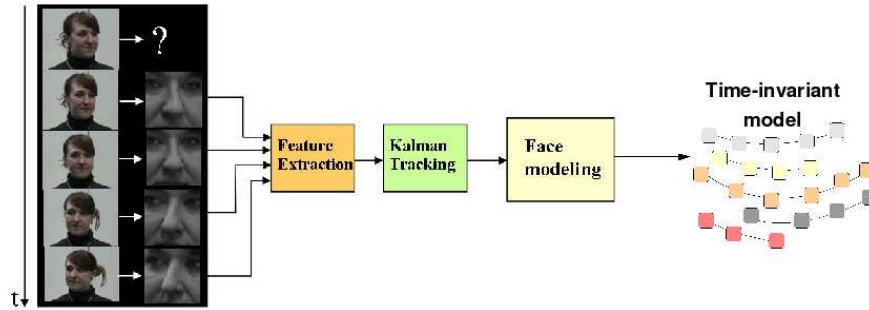 ?
Feature
Extraction
Kalman
Tracking
Face
modeling
Time-invariant
model
t